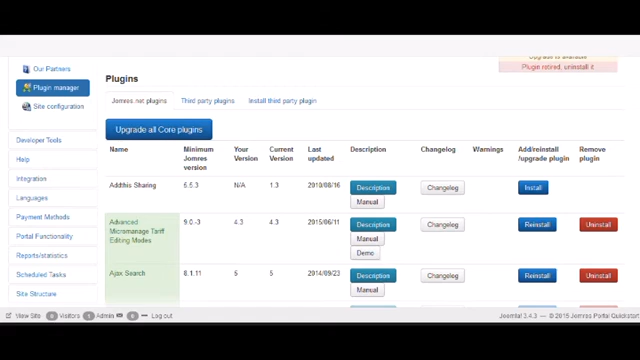 Upgrade is available
Plugin retired, uninstall it.
Our Partners
Plugin manager
Site configuration
Developer Tools
Help
Integration
Languages
Payment Methods
Portal Functionality
Reports/statistics
Scheduled Tasks
Site Structure
Plugins
Jomres.net plugins Third party plugins Install third party plugin
Upgrade all Core plugins
Name Minimum Jomres version Your Version Current Version Last updated Description Changelog Warnings Add/reinstall /upgrade plugin Remove plugin
Addthis Sharing 5.5.3 N/A 1.3 2010/08/16 Description Changelog Install
Manual
Advanced Micromanage Tariff Editing Modes 9.0.-3 4.3 4.3 2015/06/11 Description Changelog Reinstall Uninstall
Manual
Demo
Ajax Search 8.1.11 5 5 2014/09/23 Description Changelog Reinstall Uninstall
Manual
View Site 0 Visitors 1 Admin 0 Log out Joomla! 3.4.3 — © 2015 Jomres Portal Quickstart